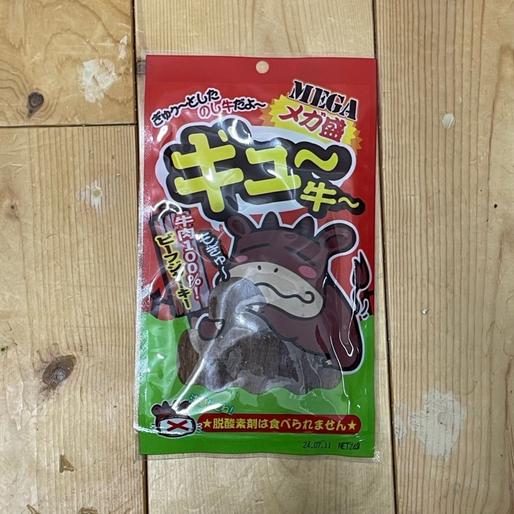 MEGA
メガ盛
ぎゅう〜とした
のし牛だよ〜
ギュ〜
牛〜
牛肉100%!
ビーフジャーキー
★脱酸素剤は食べられません★
24.07.11